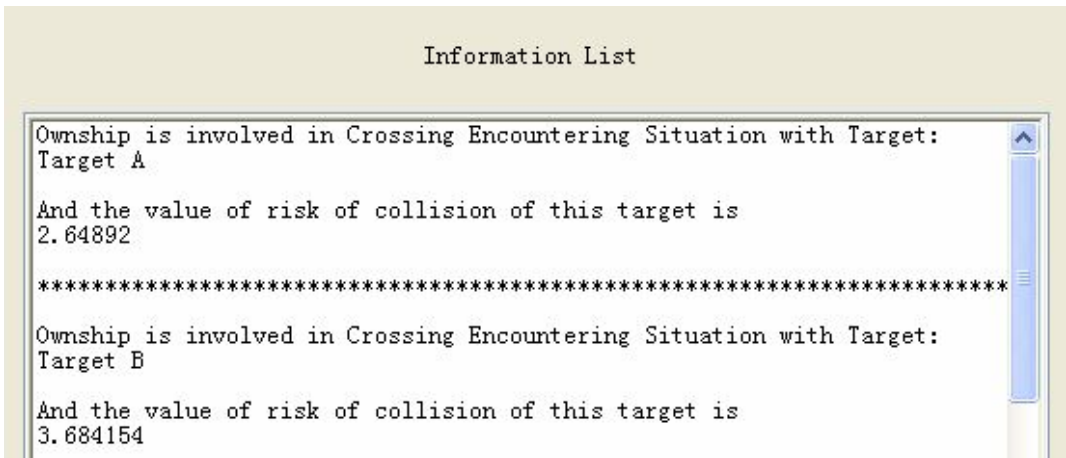 Information List
Ownship is involved in Crossing Encountering Situation with Target:
Target A
And the value of risk of collision of this target is
2.64892
************************************************************************
Ownship is involved in Crossing Encountering Situation with Target:
Target B
And the value of risk of collision of this target is
3.684154